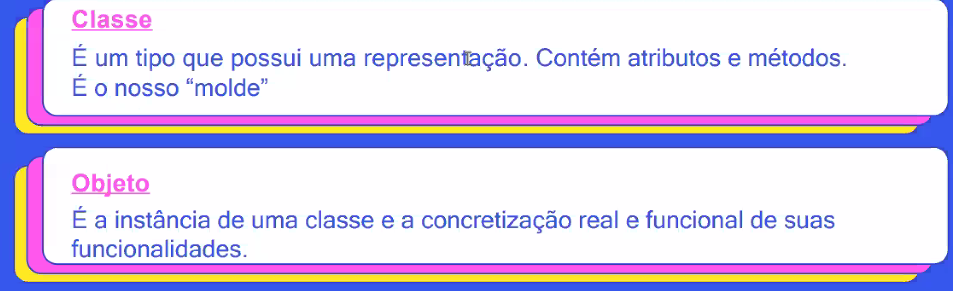 Classe
É um tipo que possui uma representação. Contém atributos e métodos.
É o nosso “molde”
Objeto
É a instância de uma classe e a concretização real e funcional de suas
funcionalidades.